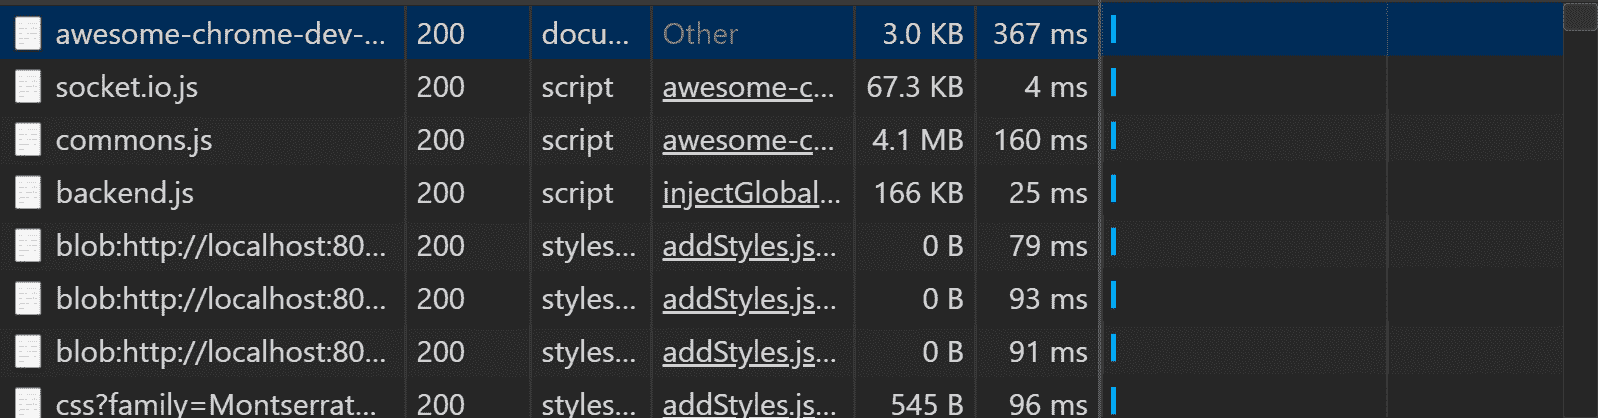 awesome-chrome-dev-... 200 docu... Other 3.0 KB 367 ms
socket.io.js 200 script awesome-c... 67.3 KB 4 ms
commons.js 200 script awesome-c... 4.1 MB 160 ms
backend.js 200 script injectGlobal... 166 KB 25 ms
blob:http://localhost:80... 200 styles... addStyles.js... 0 B 79 ms
blob:http://localhost:80... 200 styles... addStyles.js... 0 B 93 ms
blob:http://localhost:80... 200 styles... addStyles.js... 0 B 91 ms
css?family=Montserrat... 200 styles... addStyles.js... 545 B 96 ms